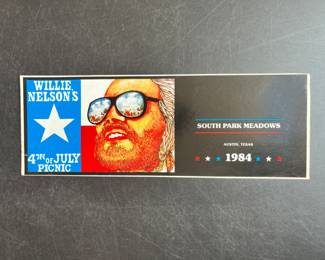 WILLIE
NELSON'S
4TH OF JULY
PICNIC
SOUTH PARK MEADOWS
AUSTIN, TEXAS
1984